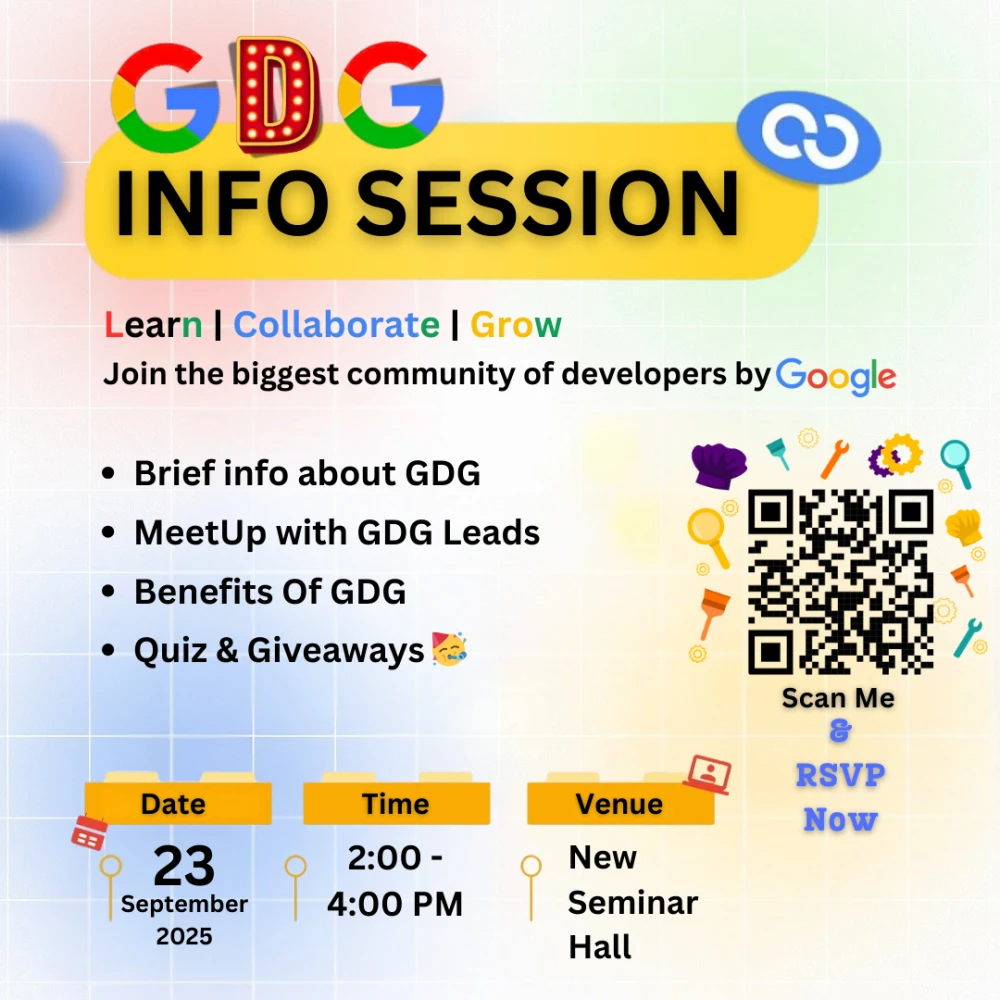 GDG
INFO SESSION
Learn | Collaborate | Grow
Join the biggest community of developers by Google
• Brief info about GDG
• MeetUp with GDG Leads
• Benefits Of GDG
• Quiz & Giveaways 🥳
Scan Me
&
RSVP
Now
Date
23
September
2025
Time
2:00 -
4:00 PM
Venue
New
Seminar
Hall